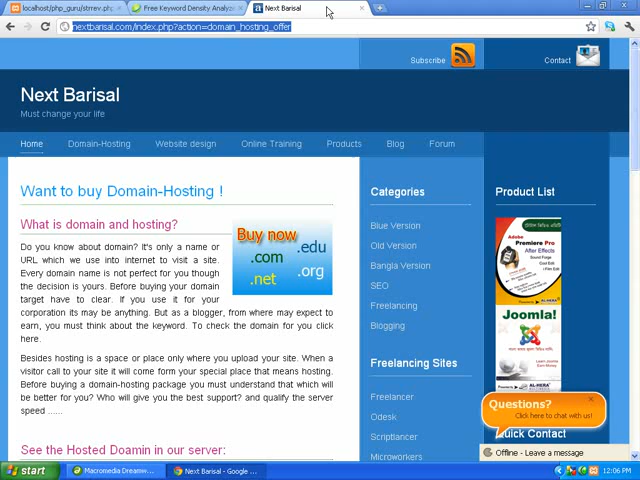 localhost/php_guru/strrev.php
Free Keyword Density Analyz
Next Barisal
nextbarisal.com/index.php?action=domain_hosting_offer
Subscribe
Contact
Next Barisal
Must change your life
Home Domain-Hosting Website design Online Training Products Blog Forum
Want to buy Domain-Hosting !
What is domain and hosting?
Do you know about domain? It's only a name or
URL which we use into internet to visit a site.
Every domain name is not perfect for you though
the decision is yours. Before buying your domain
target have to clear. If you use it for your
corporation its may be anything. But as a blogger, from where may expect to
earn, you must think about the keyword. To check the domain for you click
here.
Buy now
.com
.edu
.net
.org
Besides hosting is a space or place only where you upload your site. When a
visitor call to your site it will come form your special place that means hosting.
Before buying a domain-hosting package you must understand that which will
be better for you? Who will give you the best support? and qualify the server
speed ......
See the Hosted Doamin in our server:
Categories
Blue Version
Old Version
Bangla Version
SEO
Freelancing
Blogging
Freelancing Sites
Freelancer
Odesk
Scriptlancer
Microworkers
Product List
Adobe
Premiere Pro
After Effects
Sound Forge
Cool Edit
Joomla!
AL-HERA
Questions?
Click here to chat with us!
Quick Contact
Offline - Leave a message
start
Macromedia Dreamw...
Next Barisal - Google ...
12:06 PM